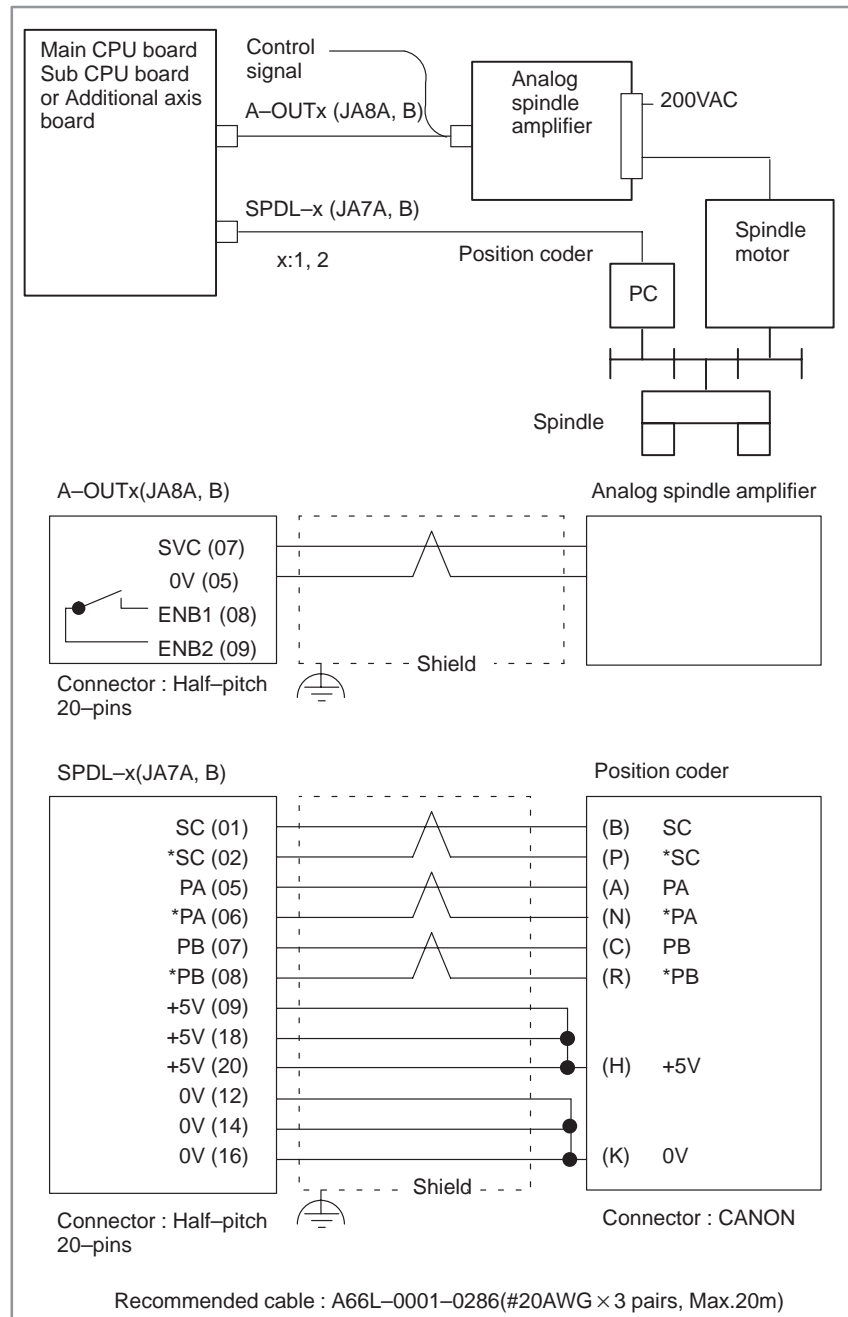 Main CPU board
Sub CPU board
or Additional axis
board
Control
signal
A–OUTx (JA8A, B)
Analog
spindle
amplifier
200VAC
SPDL–x (JA7A, B)
x:1, 2
Position coder
PC
Spindle
motor
Spindle
A–OUTx(JA8A, B)
Analog spindle amplifier
SVC (07)
0V (05)
ENB1 (08)
ENB2 (09)
Shield
Connector : Half–pitch
20–pins
SPDL–x(JA7A, B)
Position coder
SC (01)
(B) SC
*SC (02)
(P) *SC
PA (05)
(A) PA
*PA (06)
(N) *PA
PB (07)
(C) PB
*PB (08)
(R) *PB
+5V (09)
+5V (18)
+5V (20)
(H) +5V
0V (12)
0V (14)
0V (16)
(K) 0V
Shield
Connector : Half–pitch
20–pins
Connector : CANON
Recommended cable : A66L–0001–0286(#20AWG × 3 pairs, Max.20m)